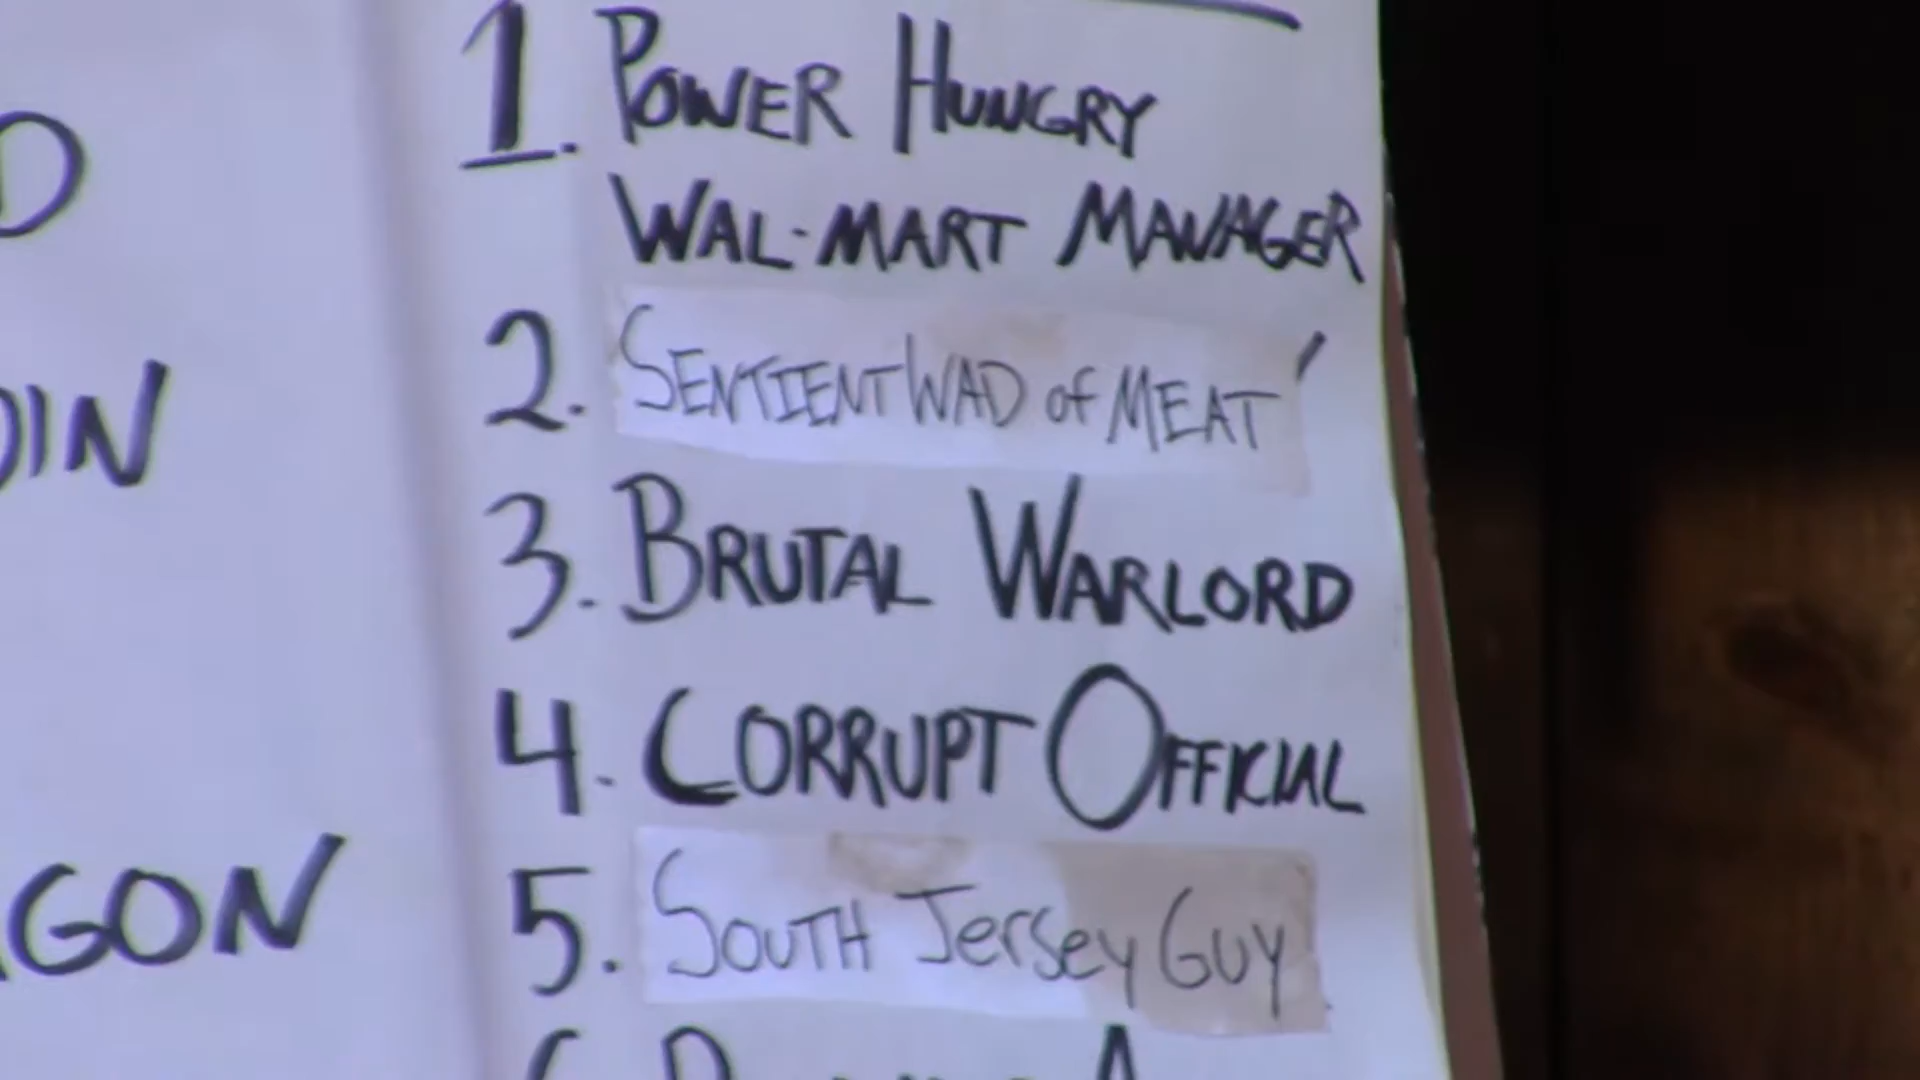 1. POWER HUNGRY
WAL-MART MANAGER
2. SENTIENT WAD of MEAT
3. BRUTAL WARLORD
4. CORRUPT OFFICIAL
GON
5. SOUTH Jersey GUY